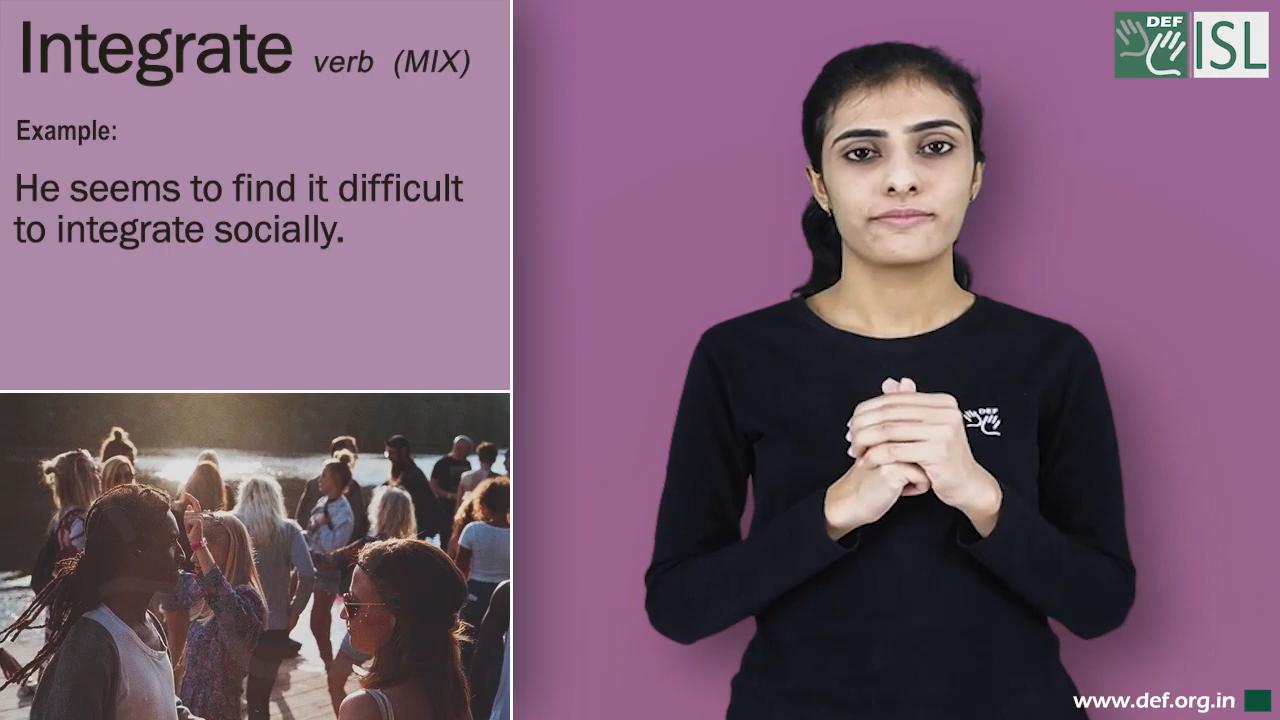 Integrate verb (MIX)
Example:
He seems to find it difficult
to integrate socially.
DEF
ISL
DEF
www.def.org.in